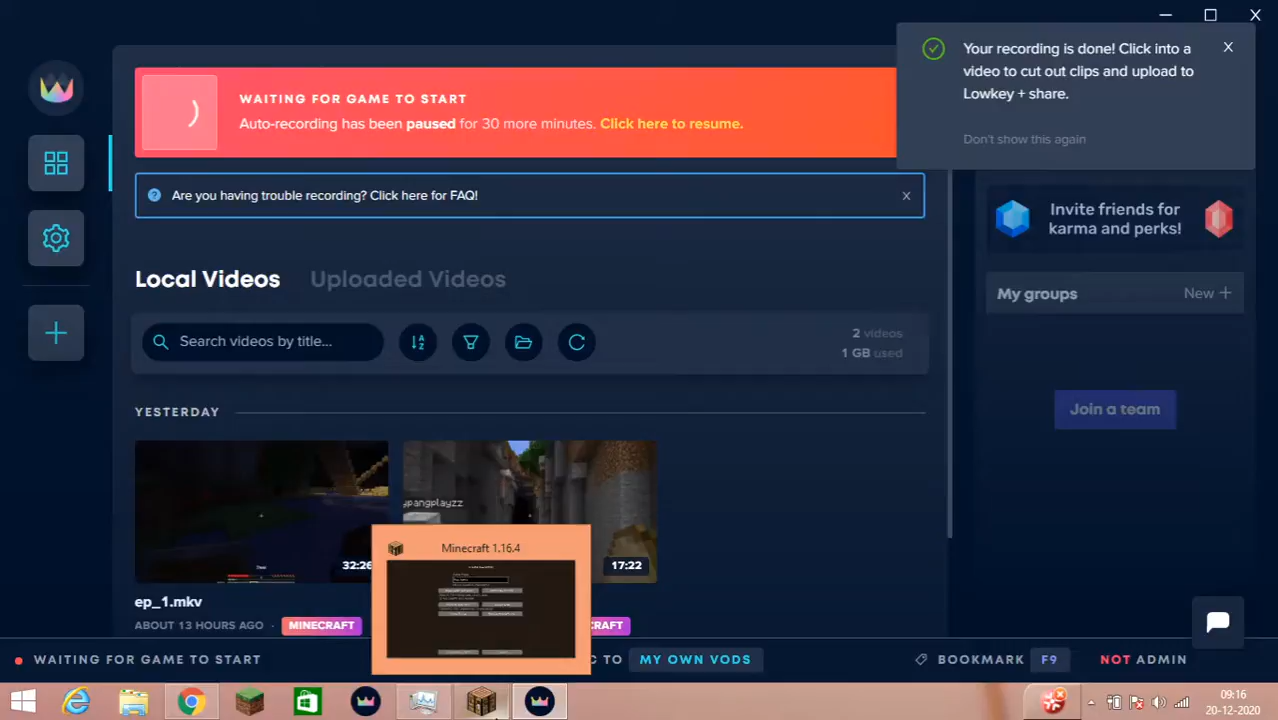 Your recording is done! Click into a
video to cut out clips and upload to
Lowkey + share.
Don't show this again
WAITING FOR GAME TO START
Auto-recording has been paused for 30 more minutes. Click here to resume.
Are you having trouble recording? Click here for FAQ!
Invite friends for
karma and perks!
My groups
New +
Join a team
Local Videos
Uploaded Videos
Search videos by title...
2 videos
1 GB used
YESTERDAY
ypangplayzz
32:26
17:22
Minecraft 1.16.4
ep_1.mkv
ABOUT 13 HOURS AGO · MINECRAFT
CRAFT
WAITING FOR GAME TO START
TO MY OWN VODS
BOOKMARK F9
NOT ADMIN
09:16
20-12-2020